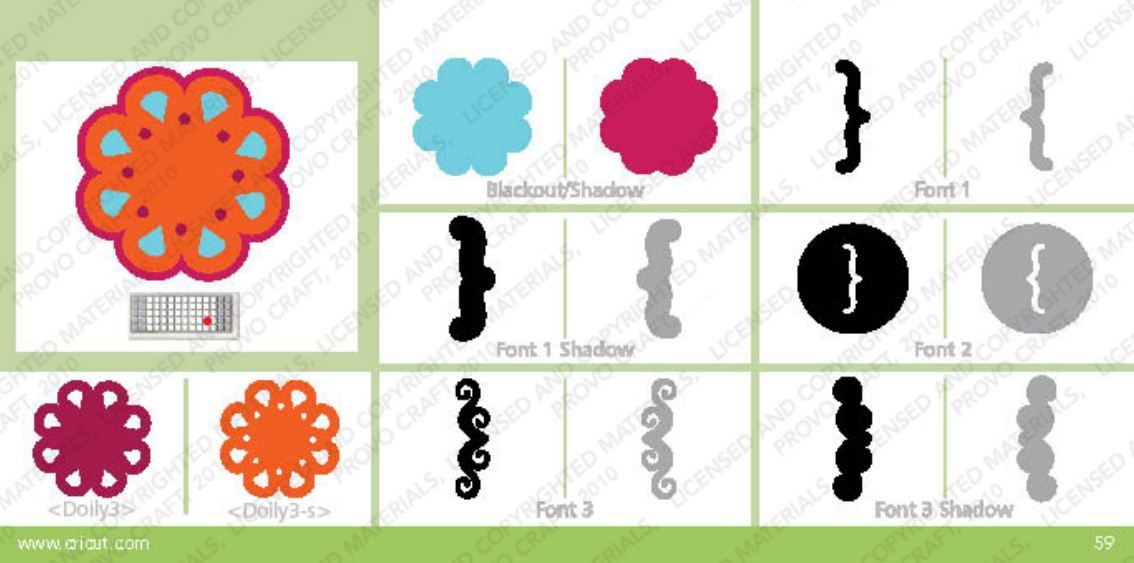 Blackout/Shadow
Font 1
Font 1 Shadow
Font 2
<Doily3>
<Doily3-s>
Font 3
Font 3 Shadow
www.cricut.com
59
LICENSED AND COPYRIGHTED MATERIALS,
PROVO CRAFT, 2010